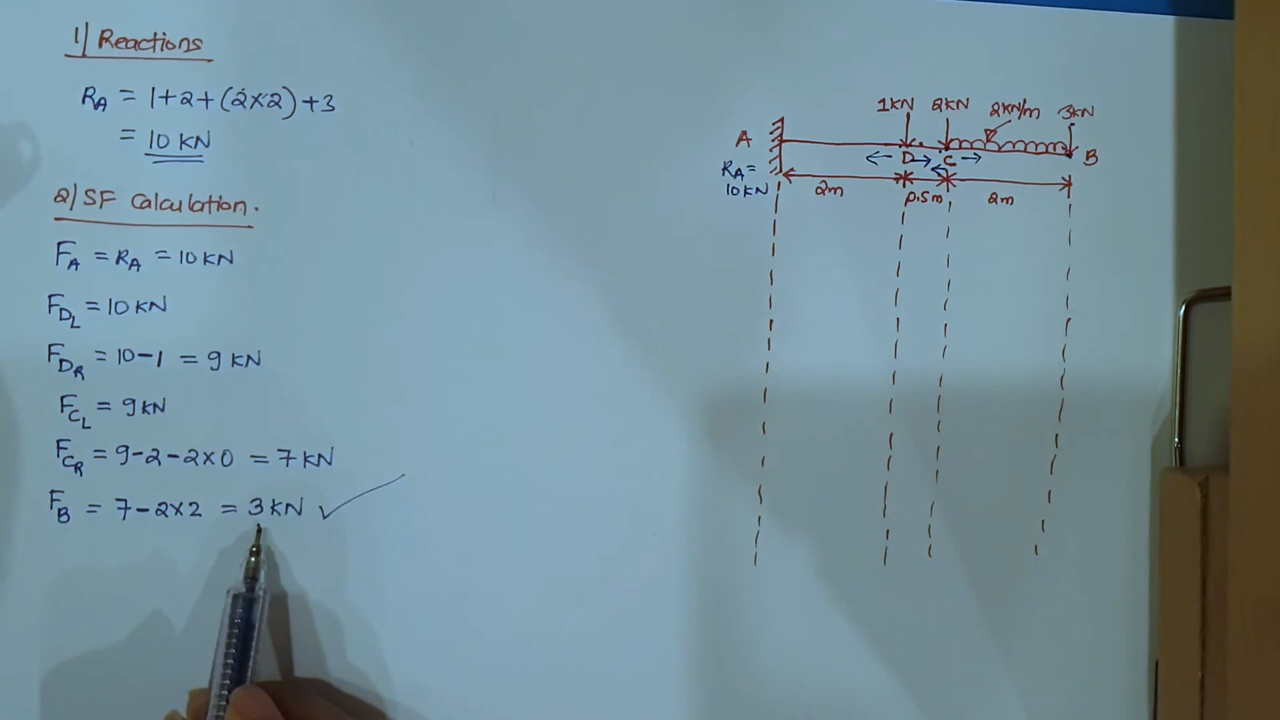 1) Reactions
RA = 1+2+(2×2)+3
= 10 KN
2) SF Calculation.
FA = RA = 10 KN
FDL = 10 KN
FDR = 10-1 = 9 KN
FCL = 9 KN
FCR = 9-2-2×0 = 7 KN
FB = 7-2×2 = 3 KN ✓
1KN 2KN 2KN/m 3KN
A D C B
RA =
10 KN
2m 0.5m 2m